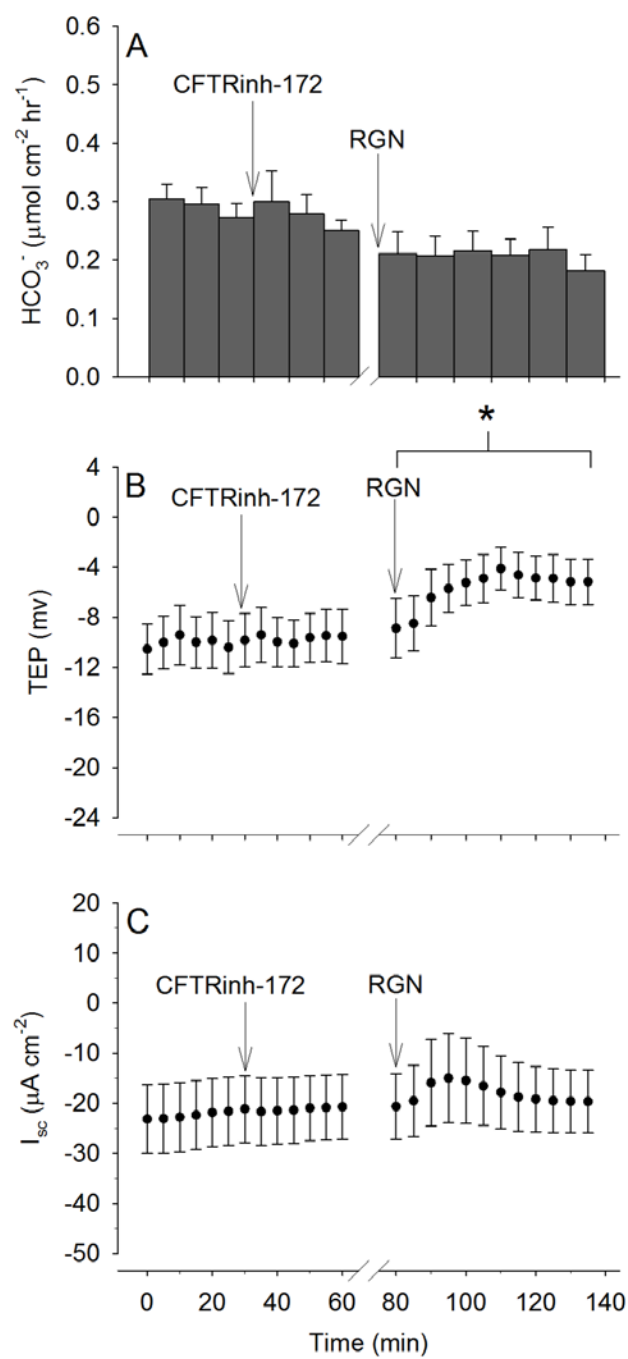 A
CFTRinh-172
RGN
HCO₃⁻ (μmol cm⁻² hr⁻¹)
0.6
0.5
0.4
0.3
0.2
0.1
0.0
*
B
CFTRinh-172
RGN
TEP (mv)
4
0
-4
-8
-12
-16
-20
-24
C
CFTRinh-172
RGN
Isc (μA cm⁻²)
20
10
0
-10
-20
-30
-40
-50
0 20 40 60 80 100 120 140
Time (min)